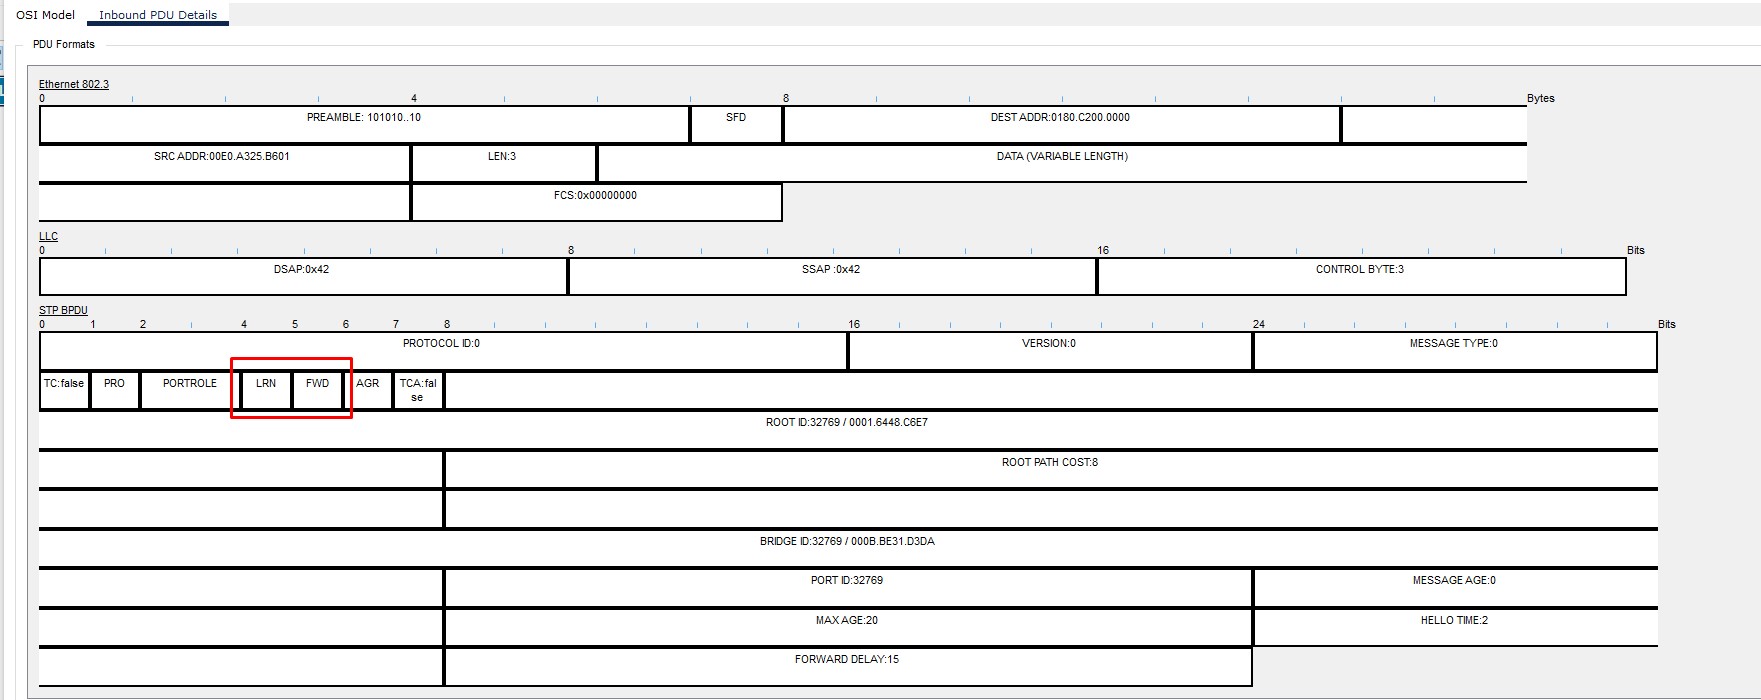 OSI Model Inbound PDU Details
PDU Formats
Ethernet 802.3
0 4 8 Bytes
PREAMBLE: 101010..10 SFD DEST ADDR:0180.C200.0000
SRC ADDR:00E0.A325.B601 LEN:3 DATA (VARIABLE LENGTH)
FCS:0x00000000
LLC
0 8 16 Bits
DSAP:0x42 SSAP :0x42 CONTROL BYTE:3
STP BPDU
0 1 2 4 5 6 7 8 16 24 Bits
PROTOCOL ID:0 VERSION:0 MESSAGE TYPE:0
TC:false PRO PORTROLE LRN FWD AGR TCA:fal
se
ROOT ID:32769 / 0001.6448.C6E7
ROOT PATH COST:8
BRIDGE ID:32769 / 000B.BE31.D3DA
PORT ID:32769 MESSAGE AGE:0
MAX AGE:20 HELLO TIME:2
FORWARD DELAY:15